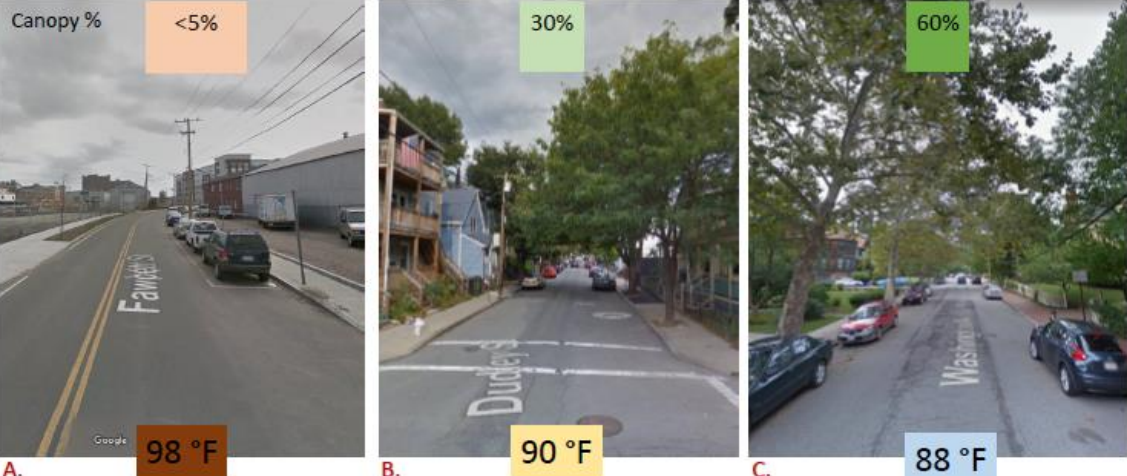 Canopy %
<5%
30%
60%
Fawcett St
Dudley St
Google
98 °F
90 °F
88 °F
A.
B.
C.